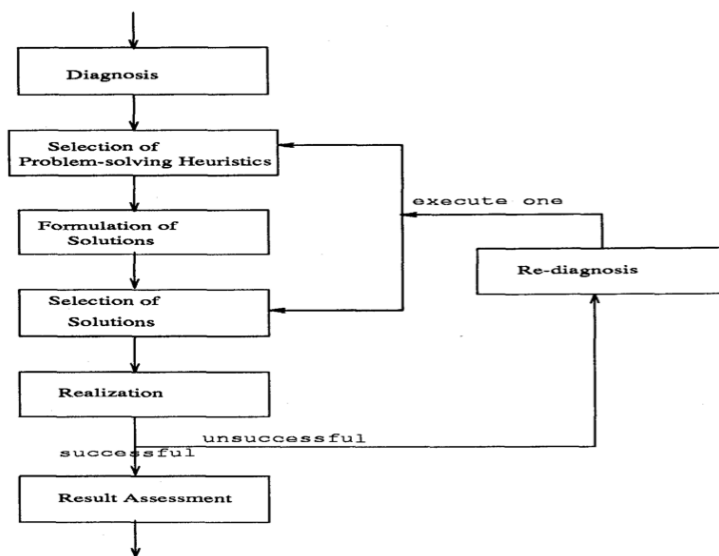 Diagnosis
Selection of
Problem-solving Heuristics
execute one
Formulation of
Solutions
Re-diagnosis
Selection of
Solutions
Realization
unsuccessful
successful
Result Assessment